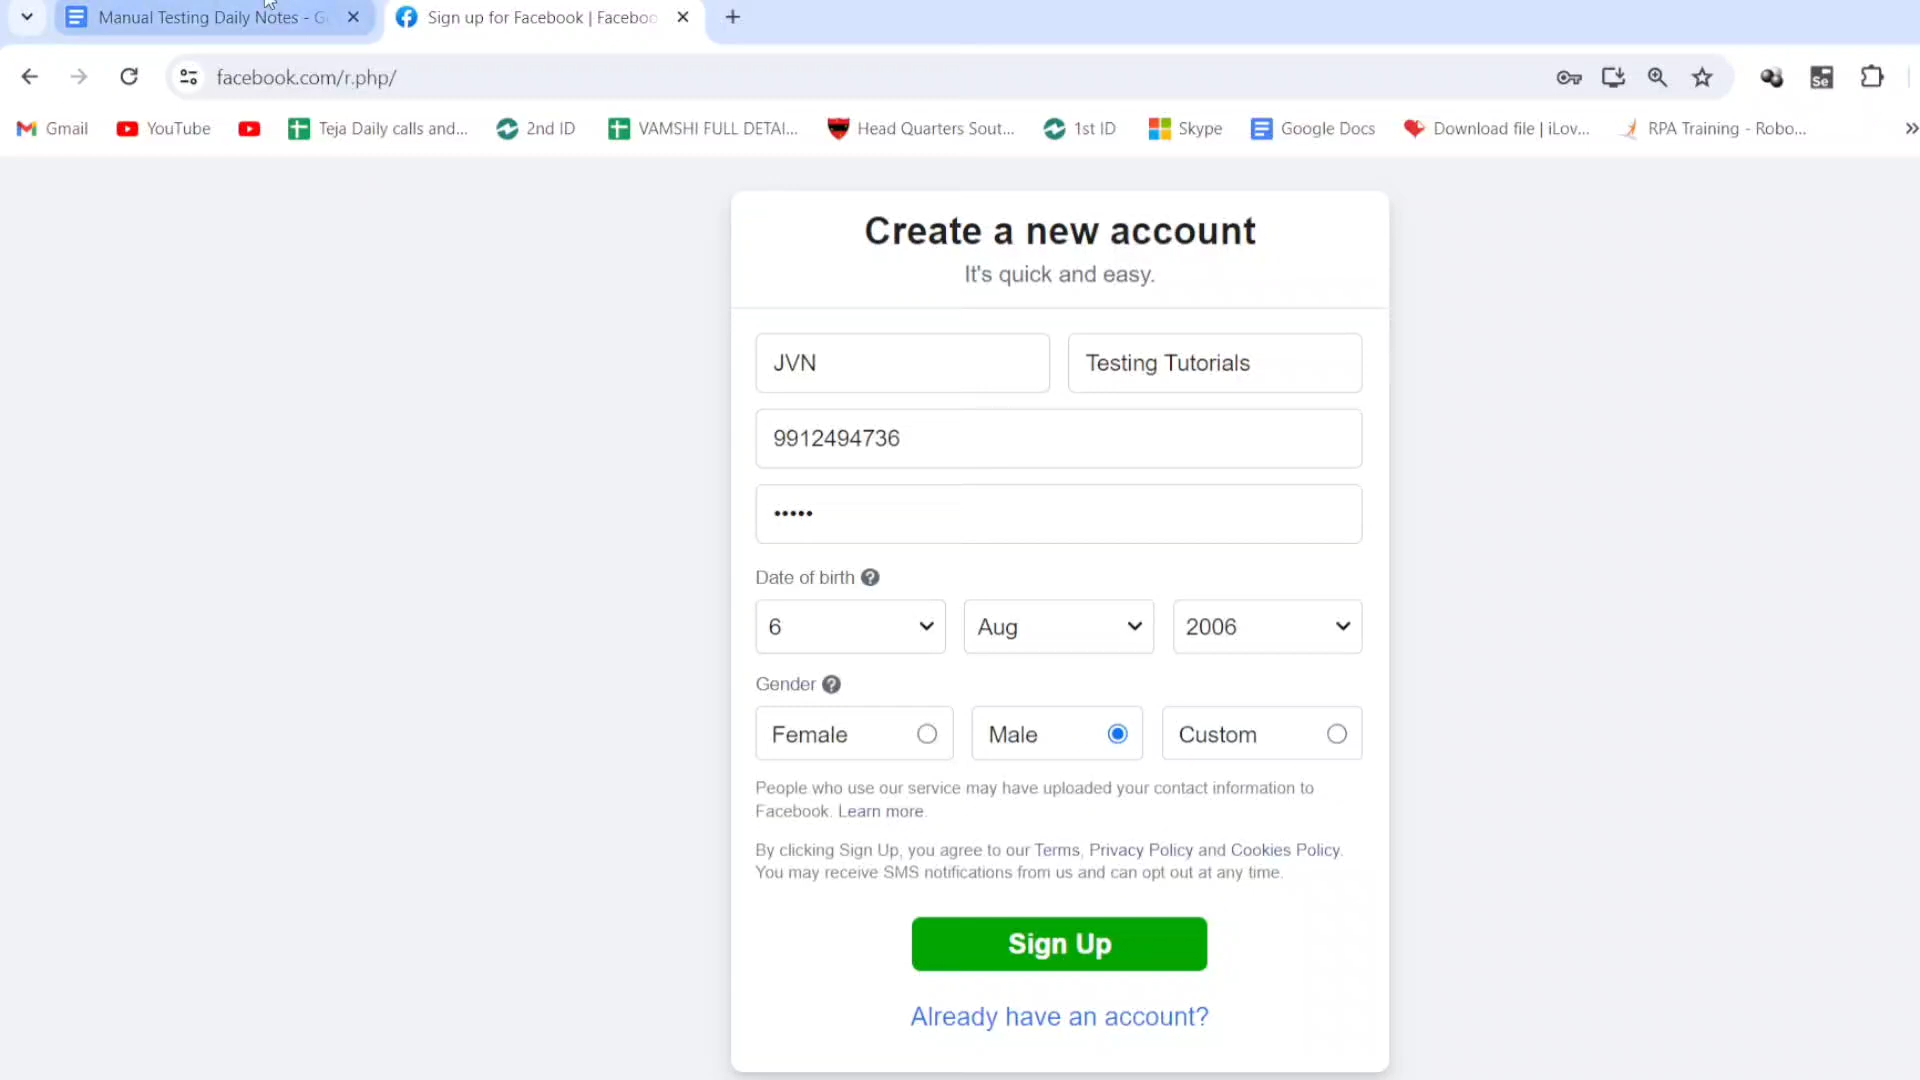 Manual Testing Daily Notes - G
Sign up for Facebook | Faceboo
facebook.com/r.php/
Se
Gmail
YouTube
Teja Daily calls and...
2nd ID
VAMSHI FULL DETAI...
Head Quarters Sout...
1st ID
Skype
Google Docs
Download file | iLov...
RPA Training - Robo...
Create a new account
It's quick and easy.
JVN
Testing Tutorials
9912494736
•••••
Date of birth ?
6
Aug
2006
Gender ?
Female
Male
Custom
People who use our service may have uploaded your contact information to
Facebook. Learn more.
By clicking Sign Up, you agree to our Terms, Privacy Policy and Cookies Policy.
You may receive SMS notifications from us and can opt out at any time.
Sign Up
Already have an account?